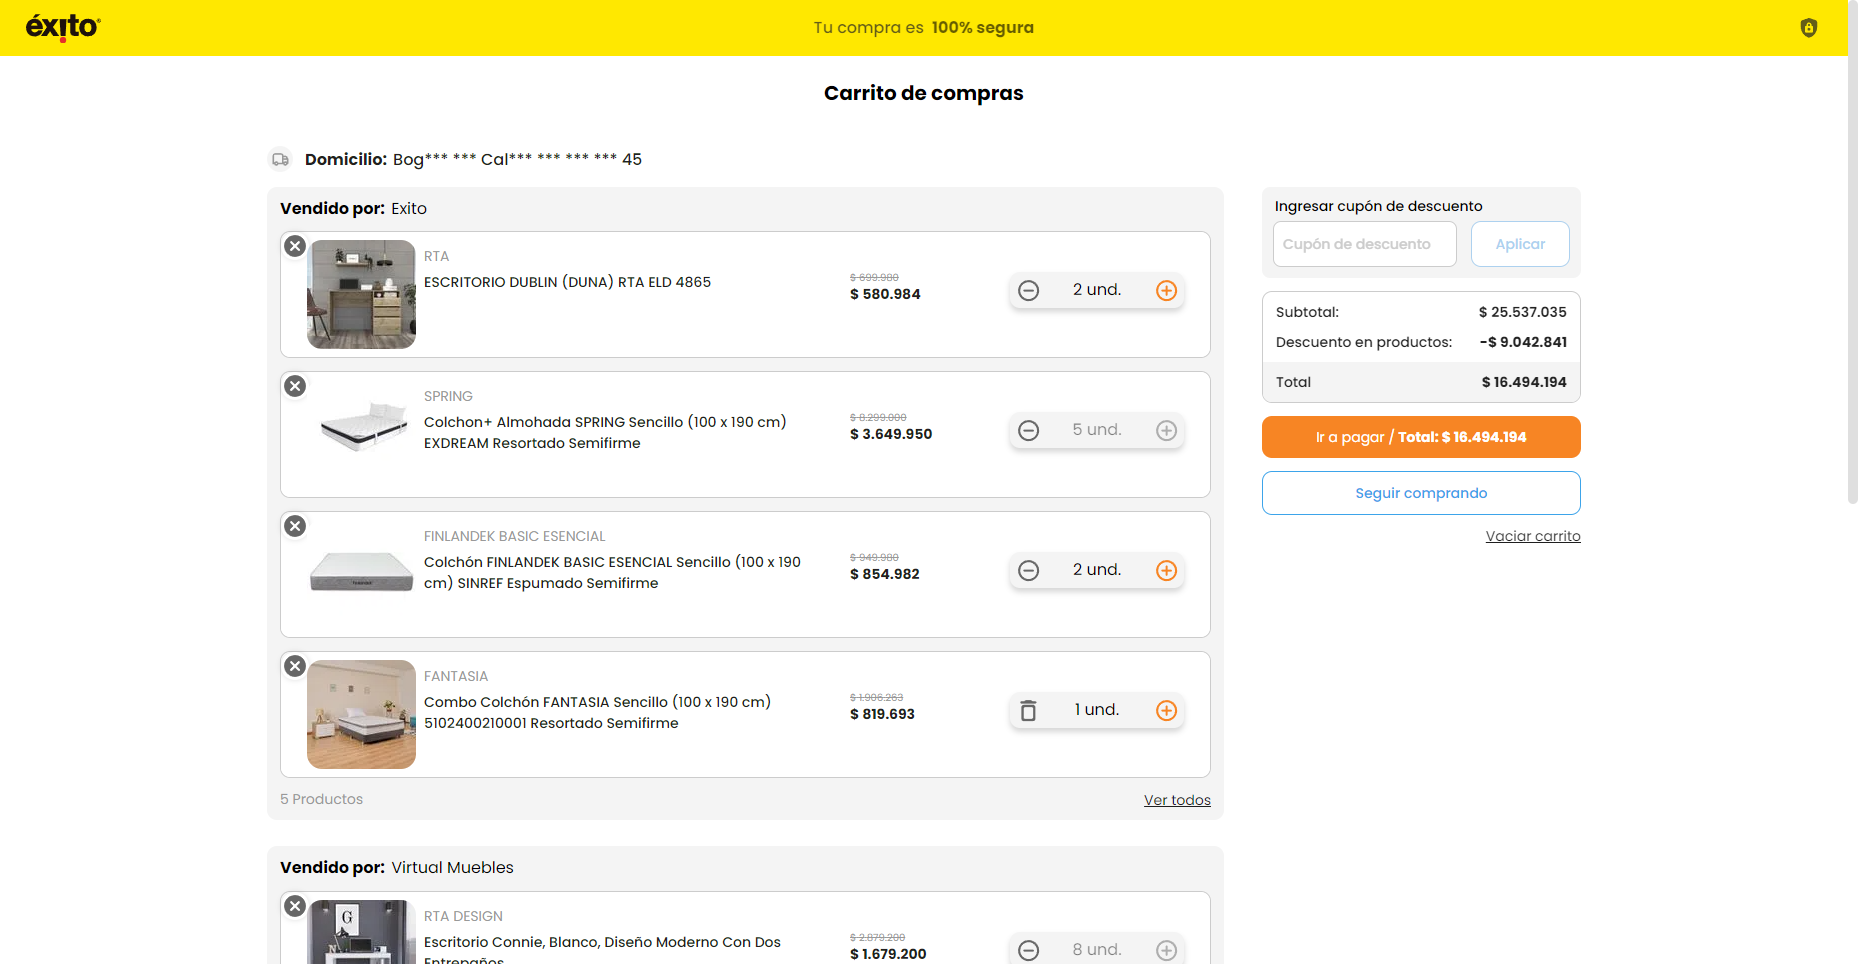 éxito
Tu compra es 100% segura
Carrito de compras
Domicilio: Bog*** *** Cal*** *** *** *** 45
Vendido por: Exito
RTA
ESCRITORIO DUBLIN (DUNA) RTA ELD 4865
$ 699.980
$ 580.984
2 und.
SPRING
Colchon+ Almohada SPRING Sencillo (100 x 190 cm)
EXDREAM Resortado Semifirme
$ 8.299.000
$ 3.649.950
5 und.
FINLANDEK BASIC ESENCIAL
Colchón FINLANDEK BASIC ESENCIAL Sencillo (100 x 190
cm) SINREF Espumado Semifirme
$ 949.980
$ 854.982
2 und.
FANTASIA
Combo Colchón FANTASIA Sencillo (100 x 190 cm)
5102400210001 Resortado Semifirme
$ 1.906.263
$ 819.693
1 und.
5 Productos
Ver todos
Vendido por: Virtual Muebles
G
RTA DESIGN
Escritorio Connie, Blanco, Diseño Moderno Con Dos
Entrepaños
$ 2.879.200
$ 1.679.200
8 und.
Ingresar cupón de descuento
Cupón de descuento
Aplicar
Subtotal: $ 25.537.035
Descuento en productos: -$ 9.042.841
Total $ 16.494.194
Ir a pagar / Total: $ 16.494.194
Seguir comprando
Vaciar carrito